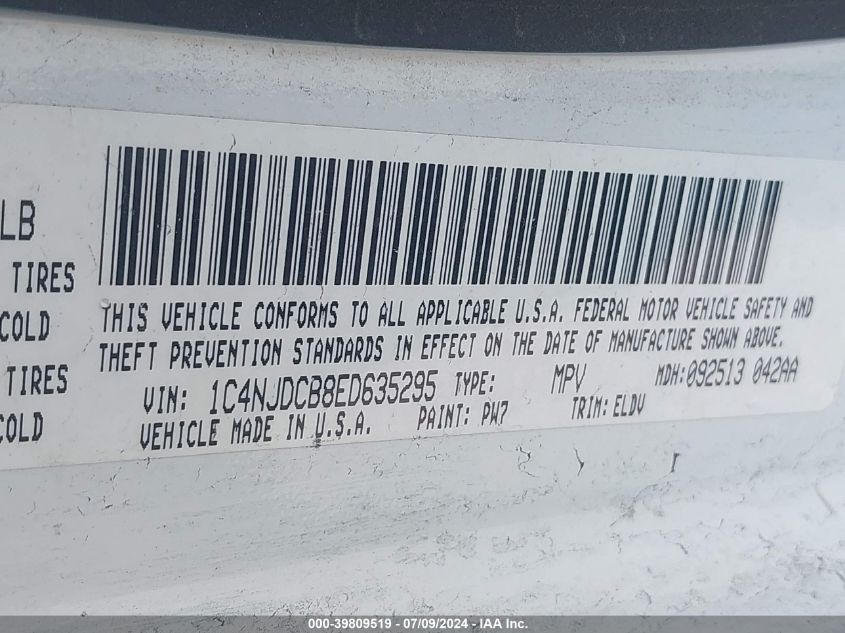 LB
TIRES
COLD
TIRES
COLD
THIS VEHICLE CONFORMS TO ALL APPLICABLE U.S.A. FEDERAL MOTOR VEHICLE SAFETY AND
THEFT PREVENTION STANDARDS IN EFFECT ON THE DATE OF MANUFACTURE SHOWN ABOVE.
VIN: 1C4NJDCB8ED635295 TYPE: MPV MDH:092513 042AA
VEHICLE MADE IN U.S.A. PAINT: PW7 TRIM: ELDV
000-39809519 - 07/09/2024 - IAA Inc.